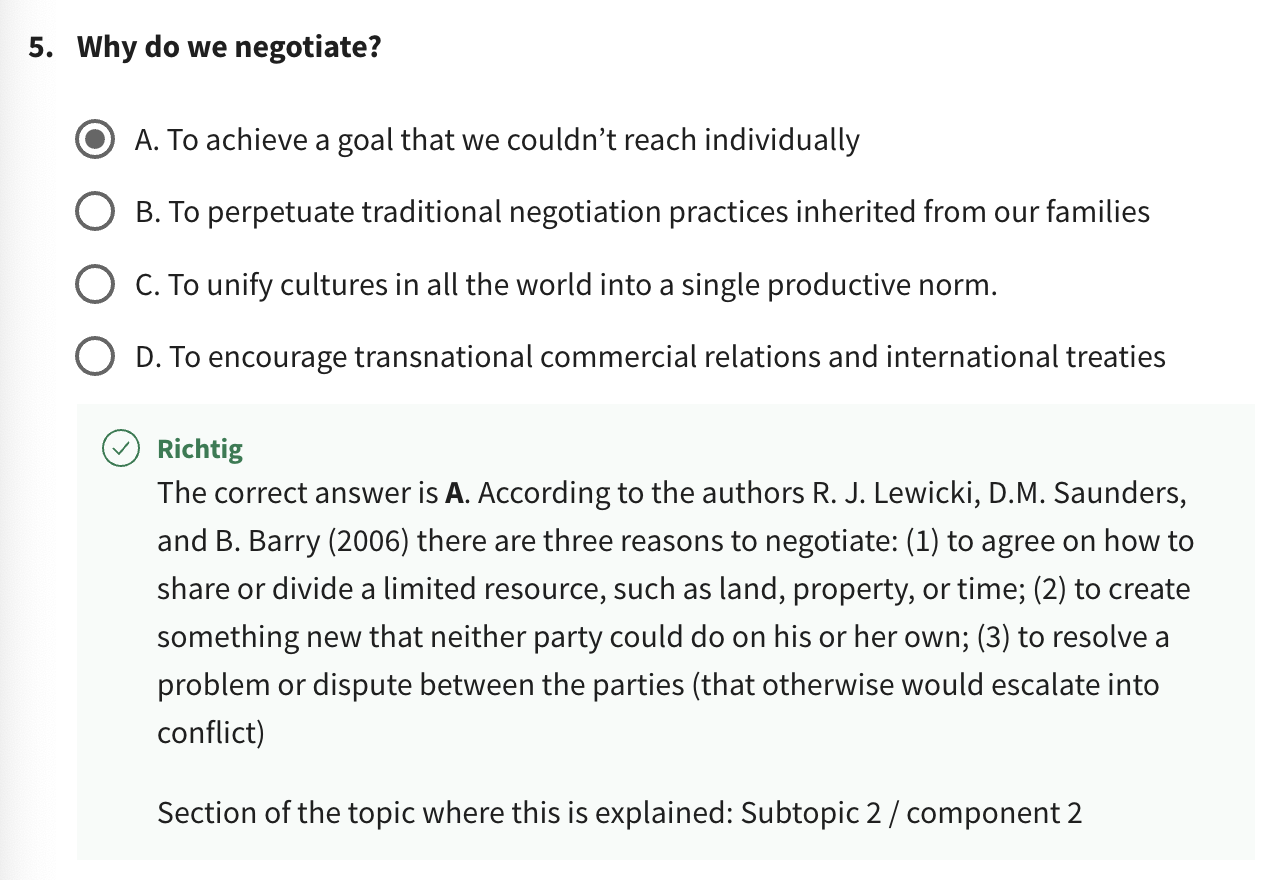 5. Why do we negotiate?
A. To achieve a goal that we couldn’t reach individually
B. To perpetuate traditional negotiation practices inherited from our families
C. To unify cultures in all the world into a single productive norm.
D. To encourage transnational commercial relations and international treaties
Richtig
The correct answer is A. According to the authors R. J. Lewicki, D.M. Saunders,
and B. Barry (2006) there are three reasons to negotiate: (1) to agree on how to
share or divide a limited resource, such as land, property, or time; (2) to create
something new that neither party could do on his or her own; (3) to resolve a
problem or dispute between the parties (that otherwise would escalate into
conflict)
Section of the topic where this is explained: Subtopic 2 / component 2